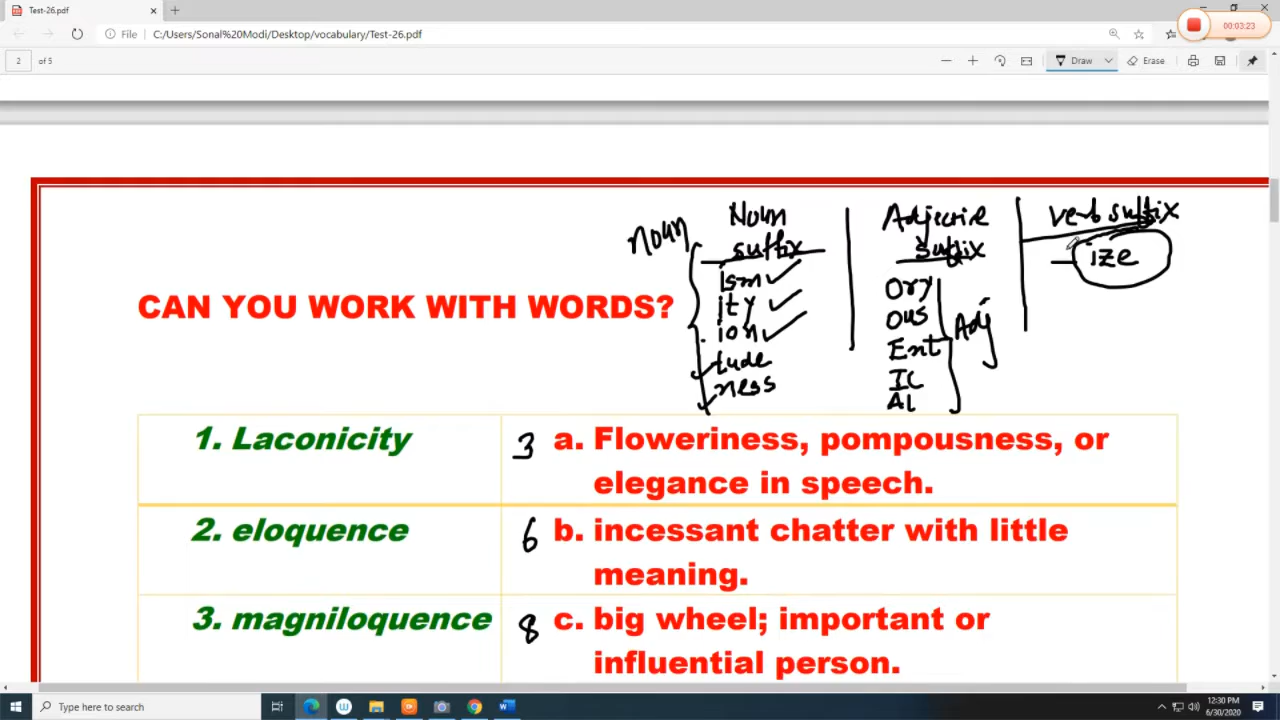 Test-26.pdf
00:03:23
File
C:/Users/Sonal%20Modi/Desktop/vocabulary/Test-26.pdf
2 of 5
Draw
Erase
Noun
Noun suffix
Ism
ity
ion
tude
ness
Adjective suffix
Ory
Ous
Ent
IC
AL
Adj
verb suffix
ize
CAN YOU WORK WITH WORDS?
1. Laconicity
3 a. Floweriness, pompousness, or
elegance in speech.
2. eloquence
6 b. incessant chatter with little
meaning.
3. magniloquence
8 c. big wheel; important or
influential person.
Type here to search
12:30 PM
6/30/2020